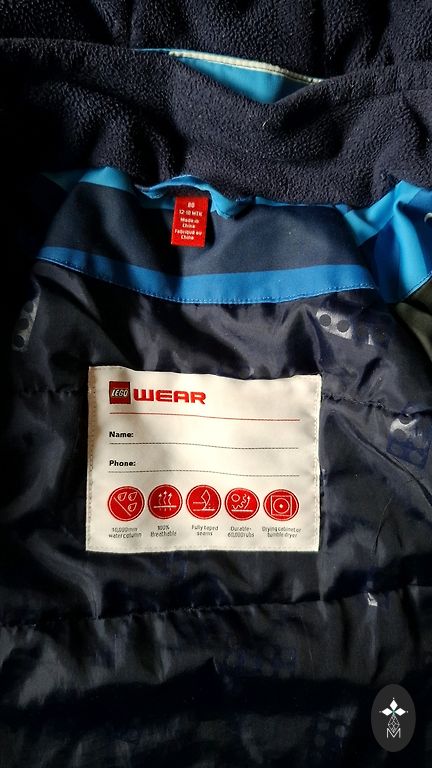 80
12-18 MTH
Made in
China
Fabriqué au
Chine
LEGO WEAR
Name:
Phone:
10,000mm
water column
100%
Breathable
Fully taped
seams
Durable-
60,000 rubs
Drying cabinet or
tumble dryer